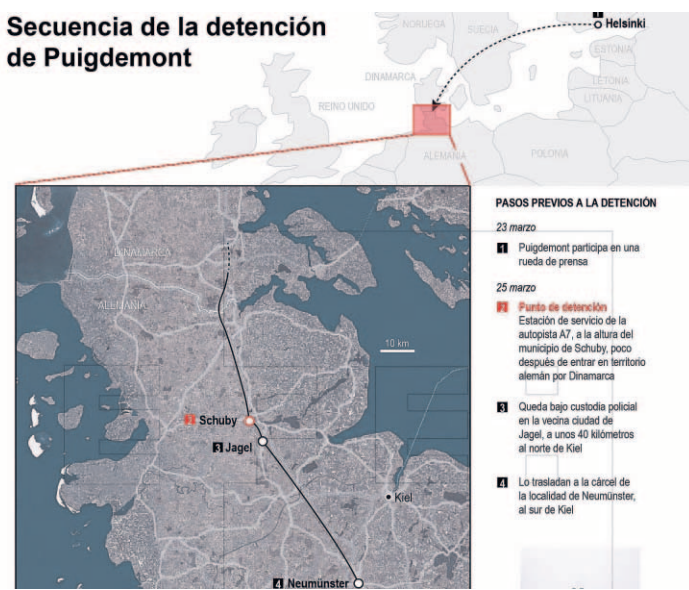 Secuencia de la detención
de Puigdemont
1
Helsinki
NORUEGA
SUECIA
ESTONIA
LETONIA
LITUANIA
DINAMARCA
REINO UNIDO
ALEMANIA
POLONIA
DINAMARCA
ALEMANIA
10 km
2 Schuby
3 Jagel
Kiel
4 Neumünster
PASOS PREVIOS A LA DETENCIÓN
23 marzo
1 Puigdemont participa en una
rueda de prensa
25 marzo
2 Punto de detención
Estación de servicio de la
autopista A7, a la altura del
municipio de Schuby, poco
después de entrar en territorio
alemán por Dinamarca
3 Queda bajo custodia policial
en la vecina ciudad de
Jagel, a unos 40 kilómetros
al norte de Kiel
4 Lo trasladan a la cárcel de
la localidad de Neumünster,
al sur de Kiel